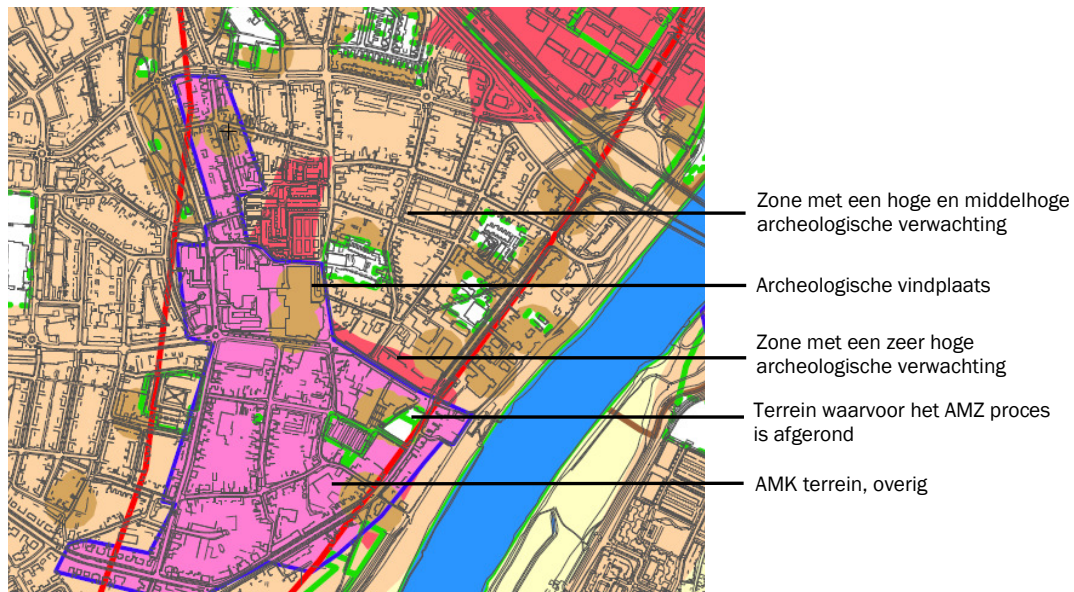 Zone met een hoge en middelhoge
archeologische verwachting
Archeologische vindplaats
Zone met een zeer hoge
archeologische verwachting
Terrein waarvoor het AMZ proces
is afgerond
AMK terrein, overig